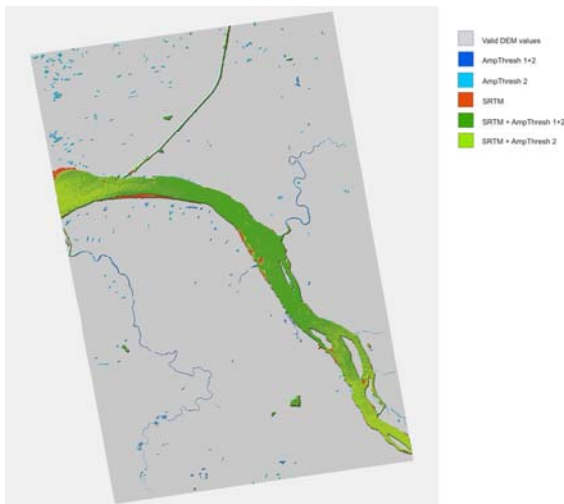 Valid DEM values
AmpThresh 1+2
AmpThresh 2
SRTM
SRTM + AmpThresh 1+2
SRTM + AmpThresh 2